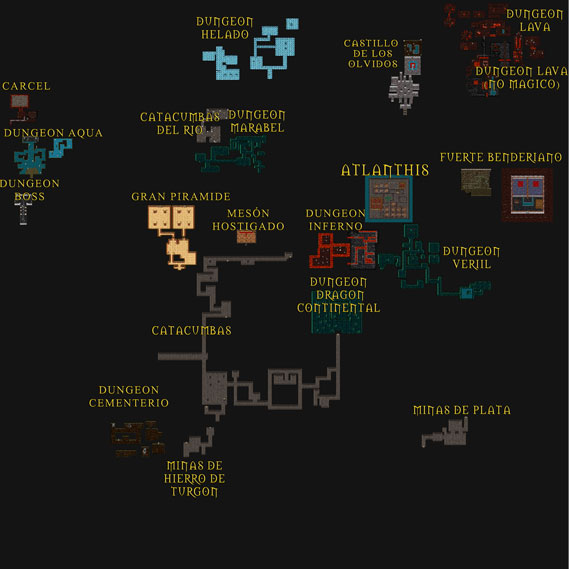 DUNGEON
HELADO
CASTILLO
DE LOS
OLVIDOS
DUNGEON
LAVA
DUNGEON LAVA
(NO MAGICO)
CARCEL
DUNGEON AQUA
DUNGEON
BOSS
CATACUMBAS
DEL RIO
DUNGEON
MARABEL
ATLANTHIS
FUERTE BENDERIANO
GRAN PIRAMIDE
MESÓN
HOSTIGADO
DUNGEON
INFERNO
DUNGEON
VERJIL
DUNGEON
DRAGON
CONTINENTAL
CATACUMBAS
DUNGEON
CEMENTERIO
MINAS DE PLATA
MINAS DE
HIERRO DE
TURGON